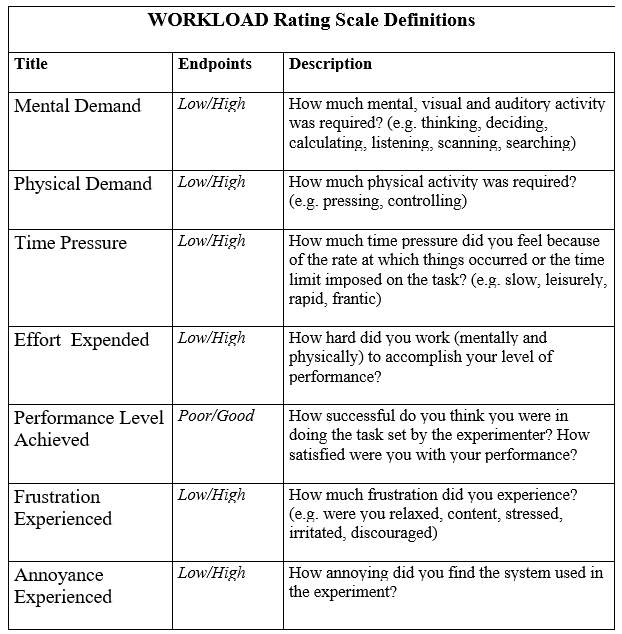 WORKLOAD Rating Scale Definitions
Title Endpoints Description
Mental Demand Low/High How much mental, visual and auditory activity
was required? (e.g. thinking, deciding,
calculating, listening, scanning, searching)
Physical Demand Low/High How much physical activity was required?
(e.g. pressing, controlling)
Time Pressure Low/High How much time pressure did you feel because
of the rate at which things occurred or the time
limit imposed on the task? (e.g. slow, leisurely,
rapid, frantic)
Effort Expended Low/High How hard did you work (mentally and
physically) to accomplish your level of
performance?
Performance Level Poor/Good How successful do you think you were in
Achieved doing the task set by the experimenter? How
satisfied were you with your performance?
Frustration Low/High How much frustration did you experience?
Experienced (e.g. were you relaxed, content, stressed,
irritated, discouraged)
Annoyance Low/High How annoying did you find the system used in
Experienced the experiment?